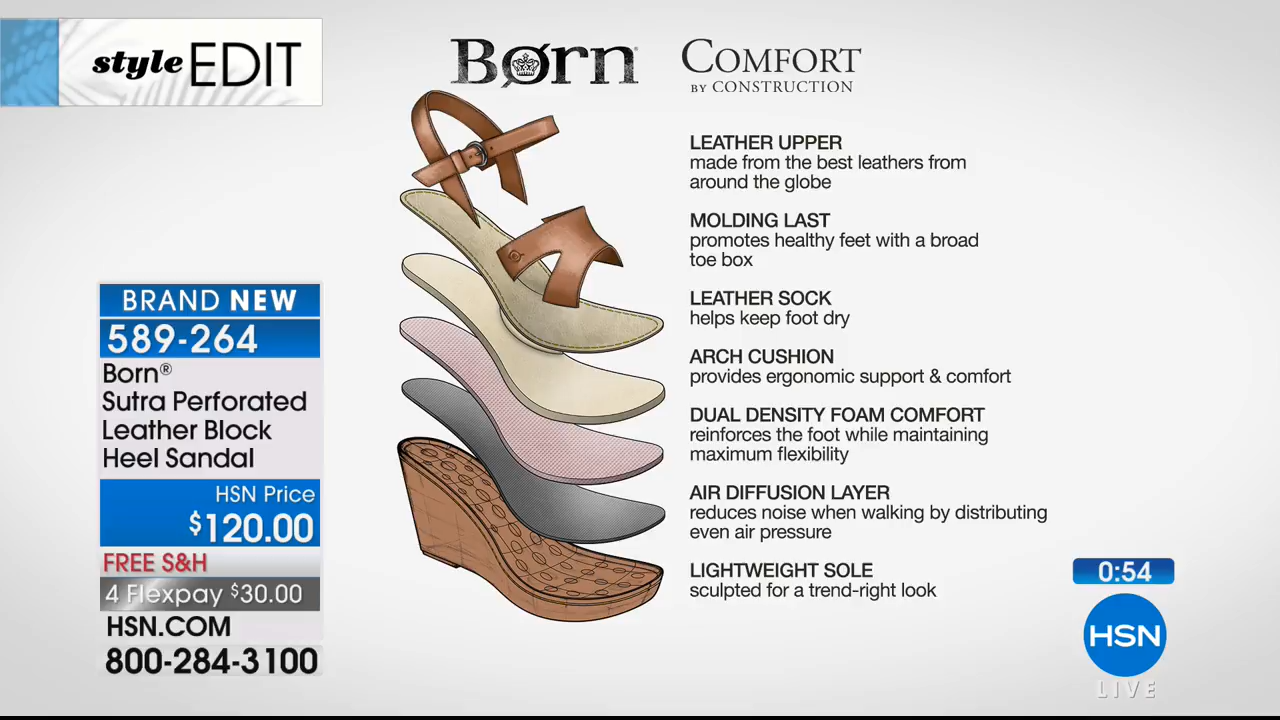 style EDIT
Børn®
COMFORT
BY CONSTRUCTION
LEATHER UPPER
made from the best leathers from
around the globe
MOLDING LAST
promotes healthy feet with a broad
toe box
LEATHER SOCK
helps keep foot dry
ARCH CUSHION
provides ergonomic support & comfort
DUAL DENSITY FOAM COMFORT
reinforces the foot while maintaining
maximum flexibility
AIR DIFFUSION LAYER
reduces noise when walking by distributing
even air pressure
LIGHTWEIGHT SOLE
sculpted for a trend-right look
BRAND NEW
589-264
Born®
Sutra Perforated
Leather Block
Heel Sandal
HSN Price
$120.00
FREE S&H
4 Flexpay $30.00
HSN.COM
800-284-3100
0:54
HSN
LIVE